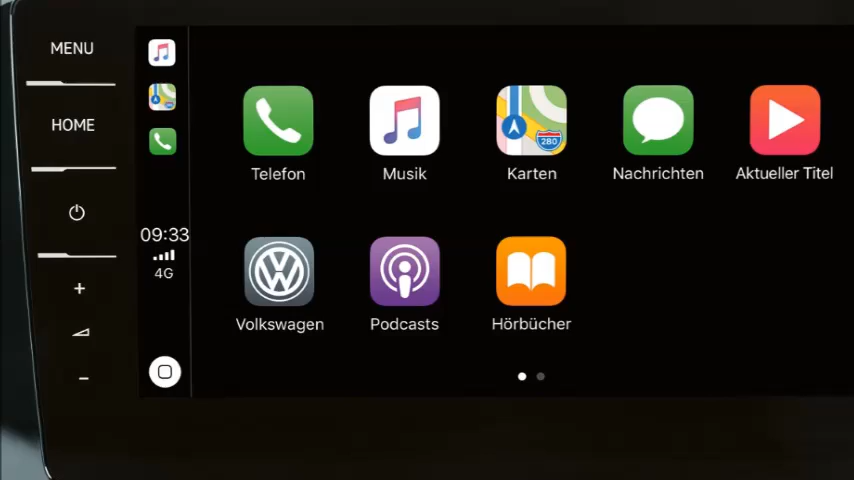 MENU
HOME
+
-
09:33
4G
Telefon
Musik
Karten
280
Nachrichten
Aktueller Titel
Volkswagen
Podcasts
Hörbücher